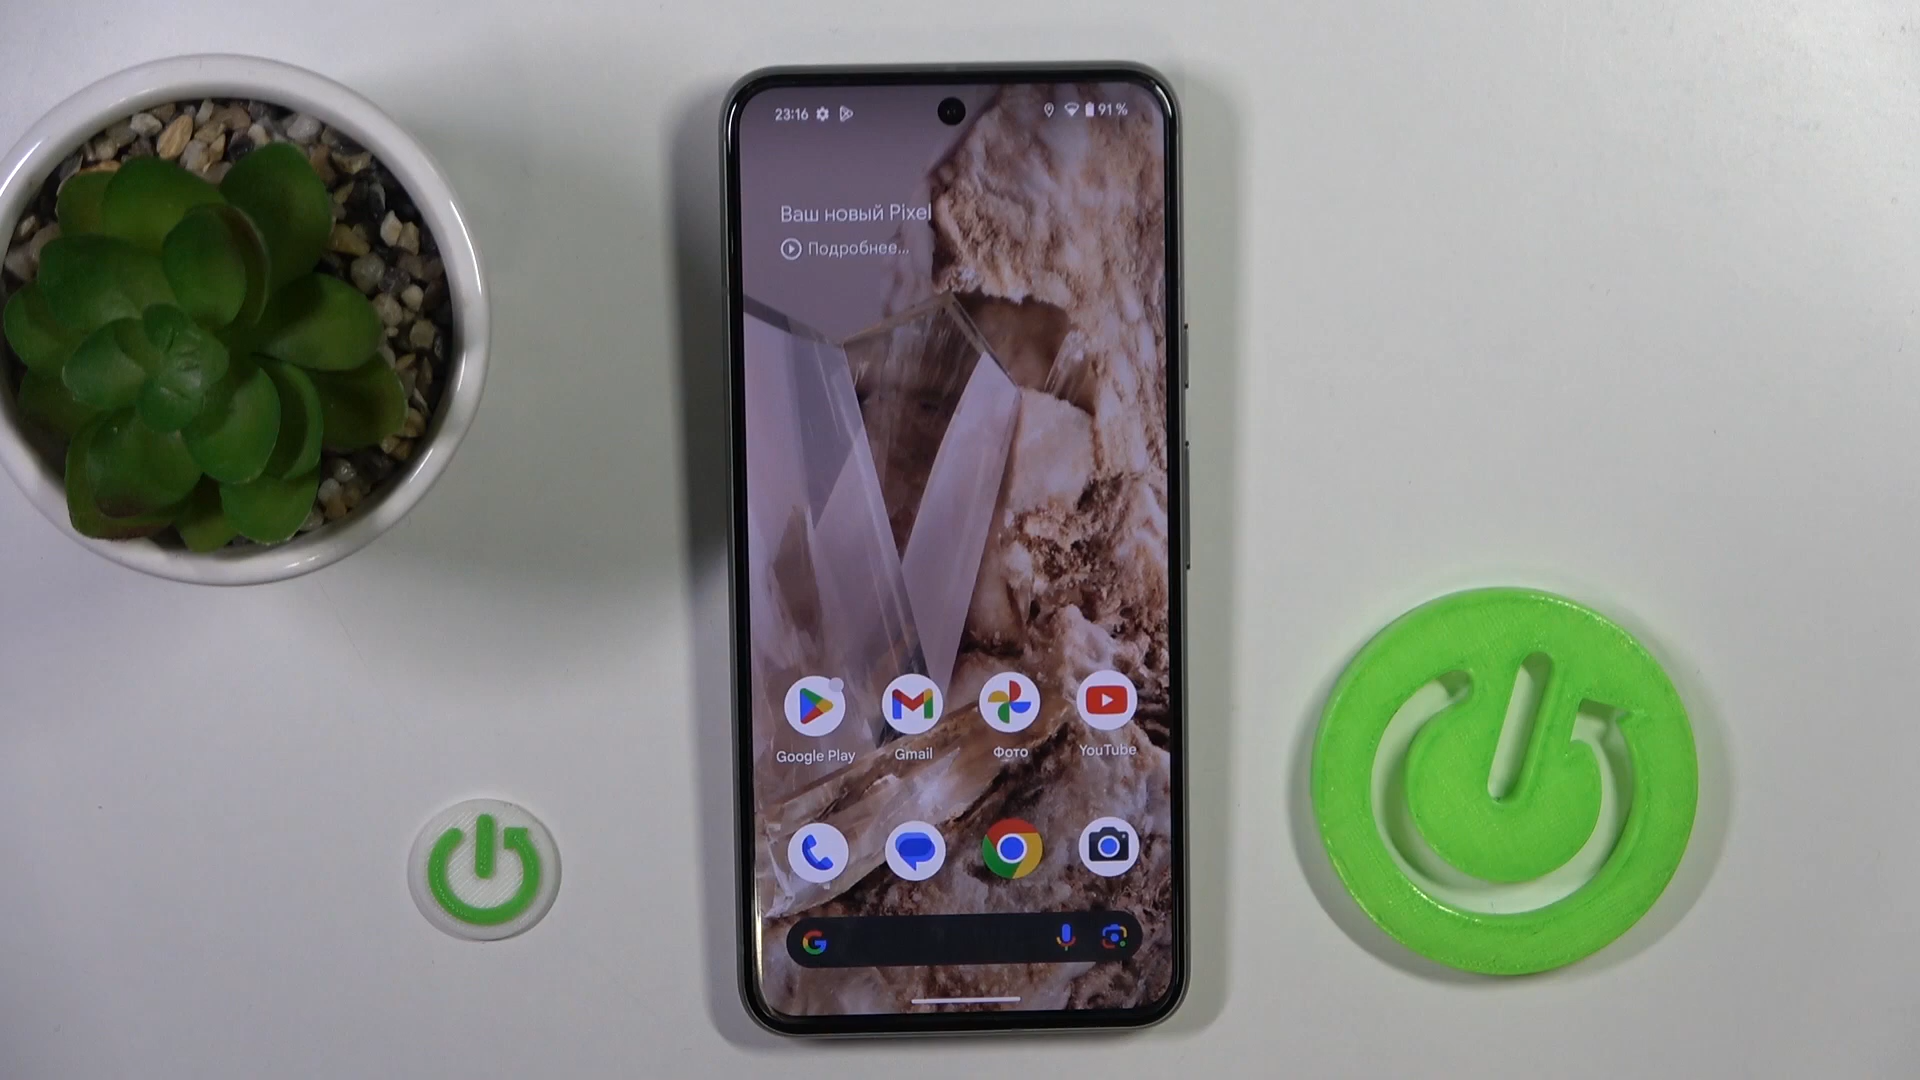 23:16
91 %
Ваш новый Pixel
Подробнее...
Google Play
Gmail
Фото
YouTube